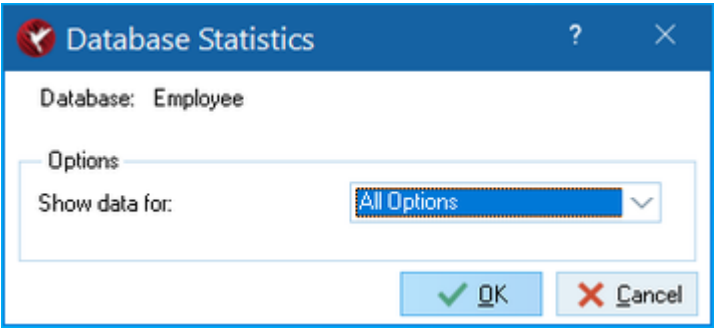 Database Statistics ?
Database: Employee
Options
Show data for: All Options
OK Cancel